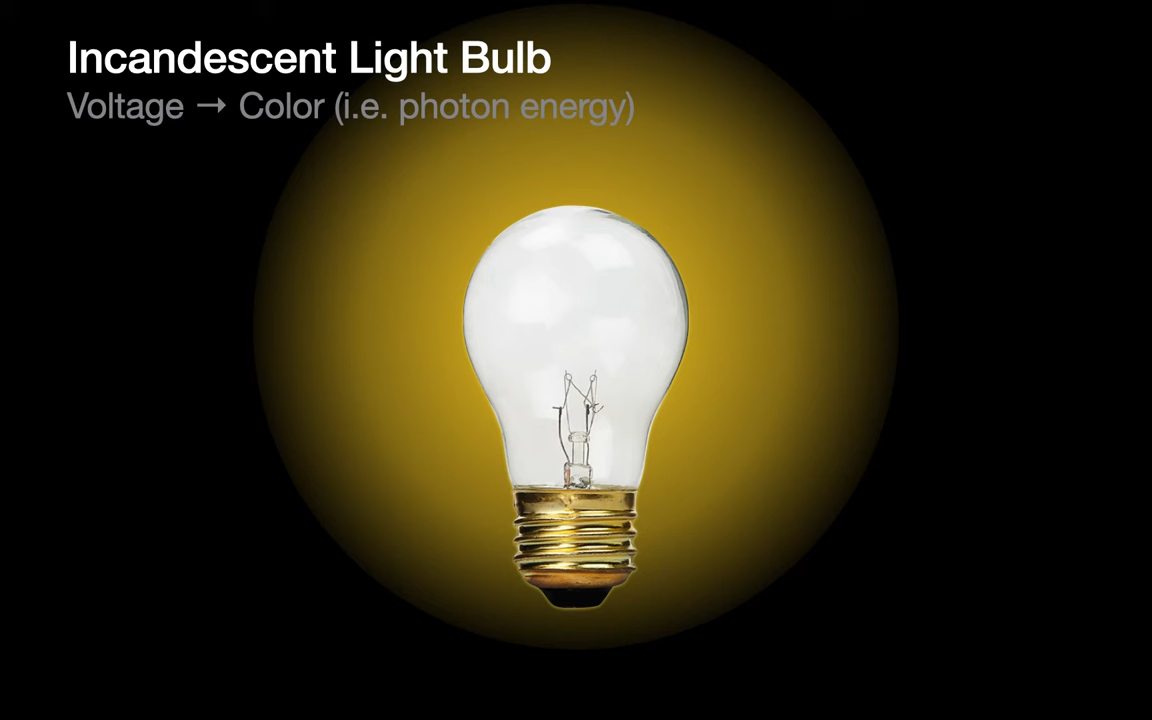 Incandescent Light Bulb
Voltage → Color (i.e. photon energy)